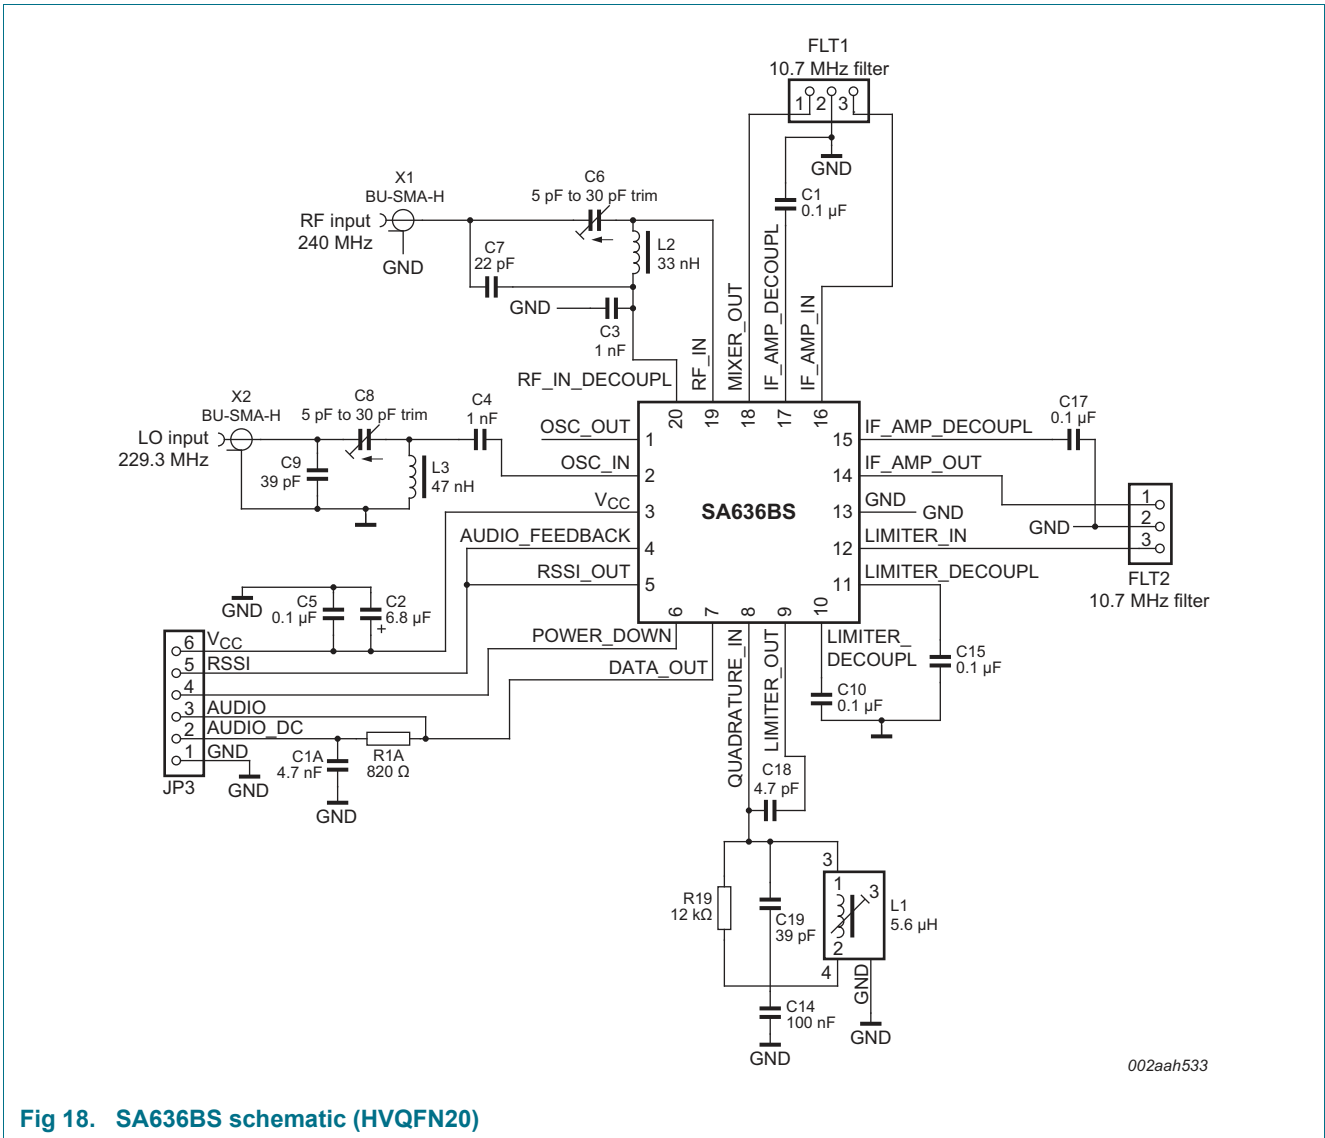 FLT1
10.7 MHz filter
1 2 3
GND
C1
0.1 μF
X1
BU-SMA-H
C6
5 pF to 30 pF trim
RF input
240 MHz
GND
C7
22 pF
L2
33 nH
GND
C3
1 nF
RF_IN_DECOUPL
RF_IN
MIXER_OUT
IF_AMP_DECOUPL
IF_AMP_IN
20
19
18
17
16
X2
BU-SMA-H
C8
5 pF to 30 pF trim
C4
1 nF
LO input
229.3 MHz
C9
39 pF
L3
47 nH
OSC_OUT
1
OSC_IN
2
VCC
3
AUDIO_FEEDBACK
4
RSSI_OUT
5
SA636BS
15
IF_AMP_DECOUPL
C17
0.1 μF
14
IF_AMP_OUT
13
GND
GND
12
LIMITER_IN
11
LIMITER_DECOUPL
GND
1
2
3
FLT2
10.7 MHz filter
6
7
8
9
10
POWER_DOWN
DATA_OUT
QUADRATURE_IN
LIMITER_OUT
LIMITER_
DECOUPL
C10
0.1 μF
C15
0.1 μF
GND
C5
0.1 μF
C2
6.8 μF
+
6 VCC
5 RSSI
4
3 AUDIO
2 AUDIO_DC
1 GND
JP3
GND
C1A
4.7 nF
R1A
820 Ω
GND
C18
4.7 pF
R19
12 kΩ
C19
39 pF
3
1
3
2
4
L1
5.6 μH
GND
GND
C14
100 nF
GND
002aah533
Fig 18. SA636BS schematic (HVQFN20)